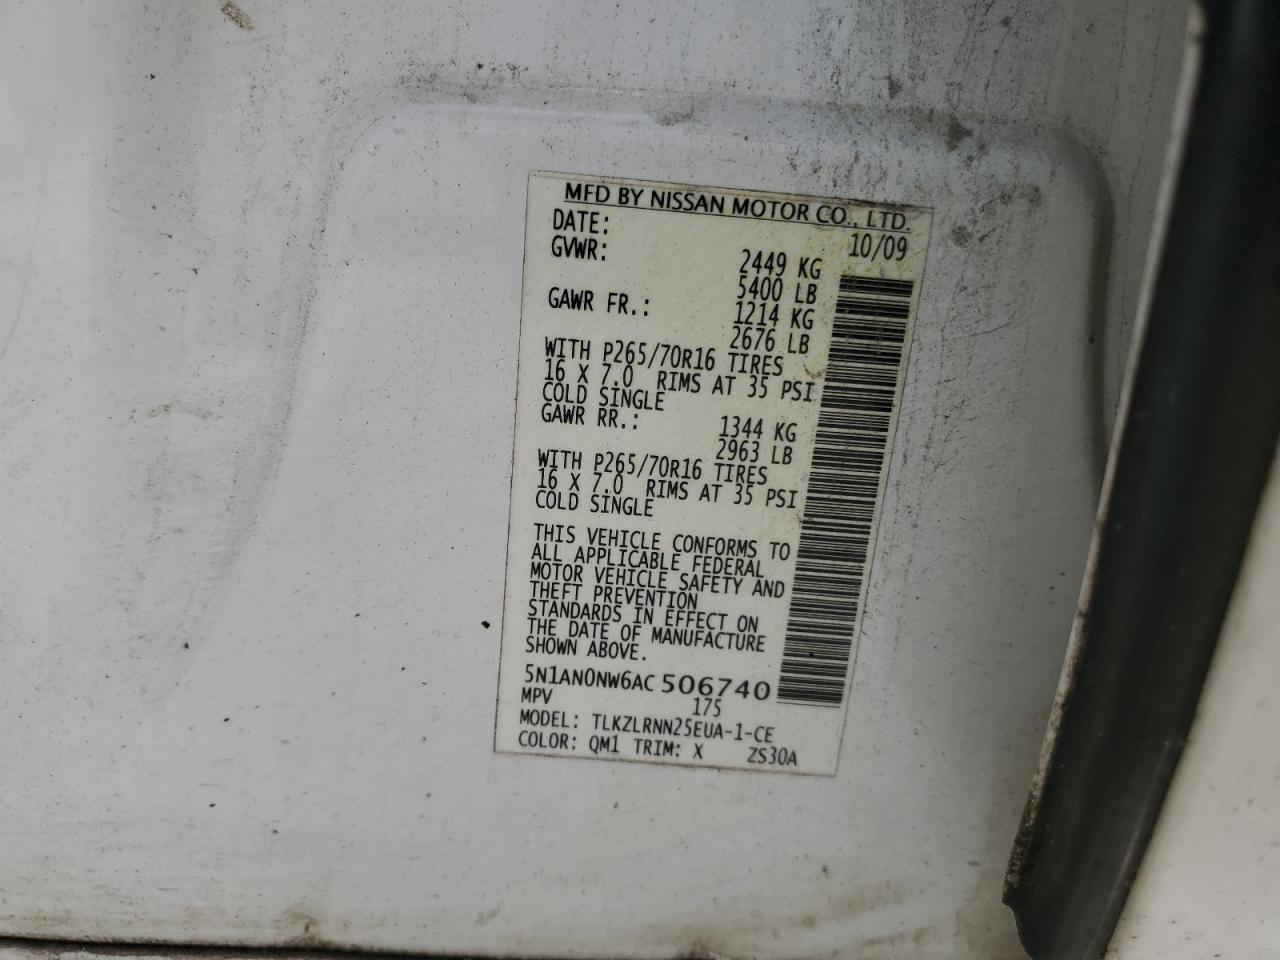 MFD BY NISSAN MOTOR CO., LTD.
DATE: 10/09
GVWR: 2449 KG
5400 LB
GAWR FR.: 1214 KG
2676 LB
WITH P265/70R16 TIRES
16 X 7.0 RIMS AT 35 PSI
COLD SINGLE
GAWR RR.: 1344 KG
2963 LB
WITH P265/70R16 TIRES
16 X 7.0 RIMS AT 35 PSI
COLD SINGLE
THIS VEHICLE CONFORMS TO
ALL APPLICABLE FEDERAL
MOTOR VEHICLE SAFETY AND
THEFT PREVENTION
STANDARDS IN EFFECT ON
THE DATE OF MANUFACTURE
SHOWN ABOVE.
5N1AN0NW6AC 506740
MPV 175
MODEL: TLKZLRNN25EUA-1-CE
COLOR: QM1 TRIM: X ZS30A